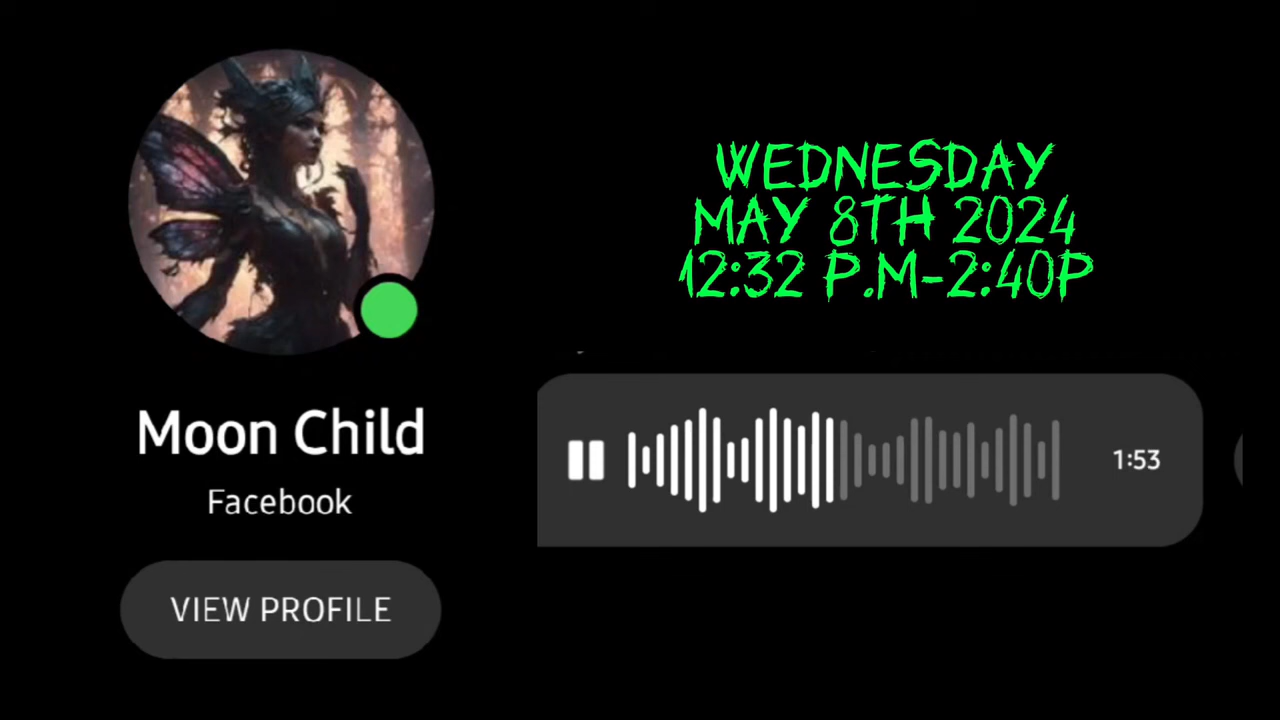 Moon Child
Facebook
VIEW PROFILE
WEDNESDAY
MAY 8TH 2024
12:32 P.M-2:40P
1:53